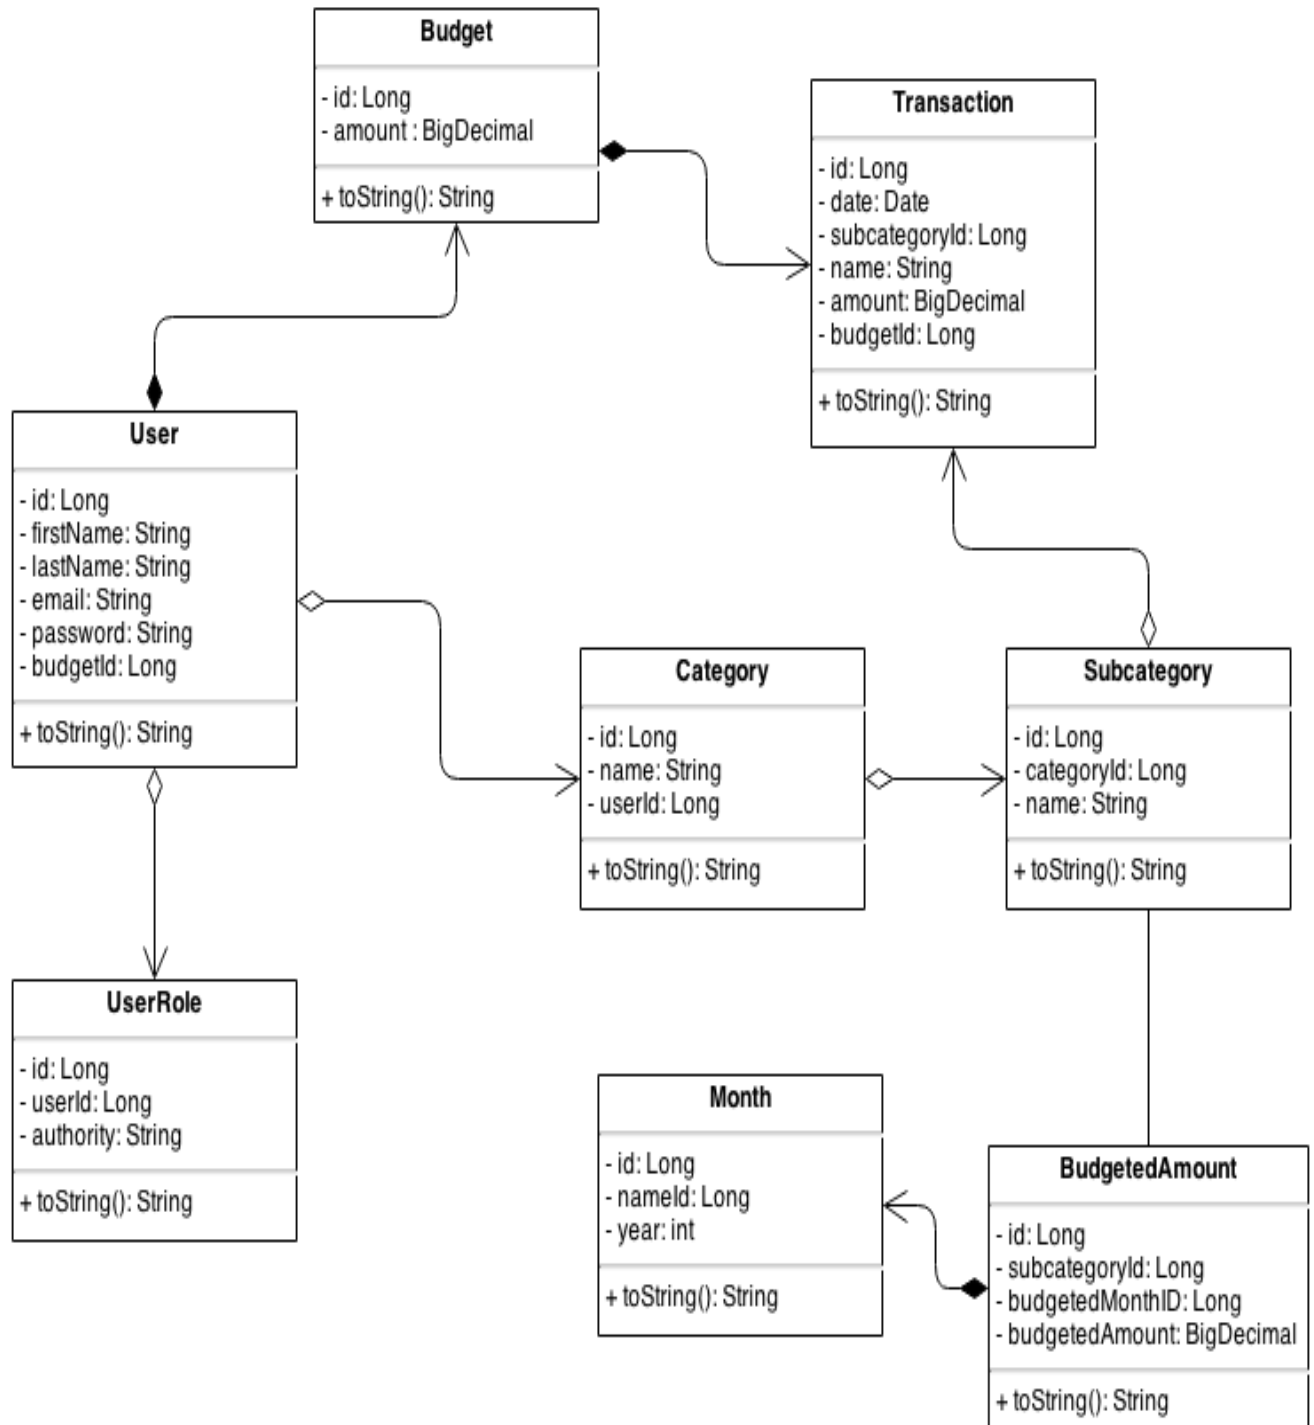 Budget
- id: Long
- amount : BigDecimal
+ toString(): String
Transaction
- id: Long
- date: Date
- subcategoryId: Long
- name: String
- amount: BigDecimal
- budgetId: Long
+ toString(): String
User
- id: Long
- firstName: String
- lastName: String
- email: String
- password: String
- budgetId: Long
+ toString(): String
Category
- id: Long
- name: String
- userId: Long
+ toString(): String
Subcategory
- id: Long
- categoryId: Long
- name: String
+ toString(): String
UserRole
- id: Long
- userId: Long
- authority: String
+ toString(): String
Month
- id: Long
- nameId: Long
- year: int
+ toString(): String
BudgetedAmount
- id: Long
- subcategoryId: Long
- budgetedMonthID: Long
- budgetedAmount: BigDecimal
+ toString(): String